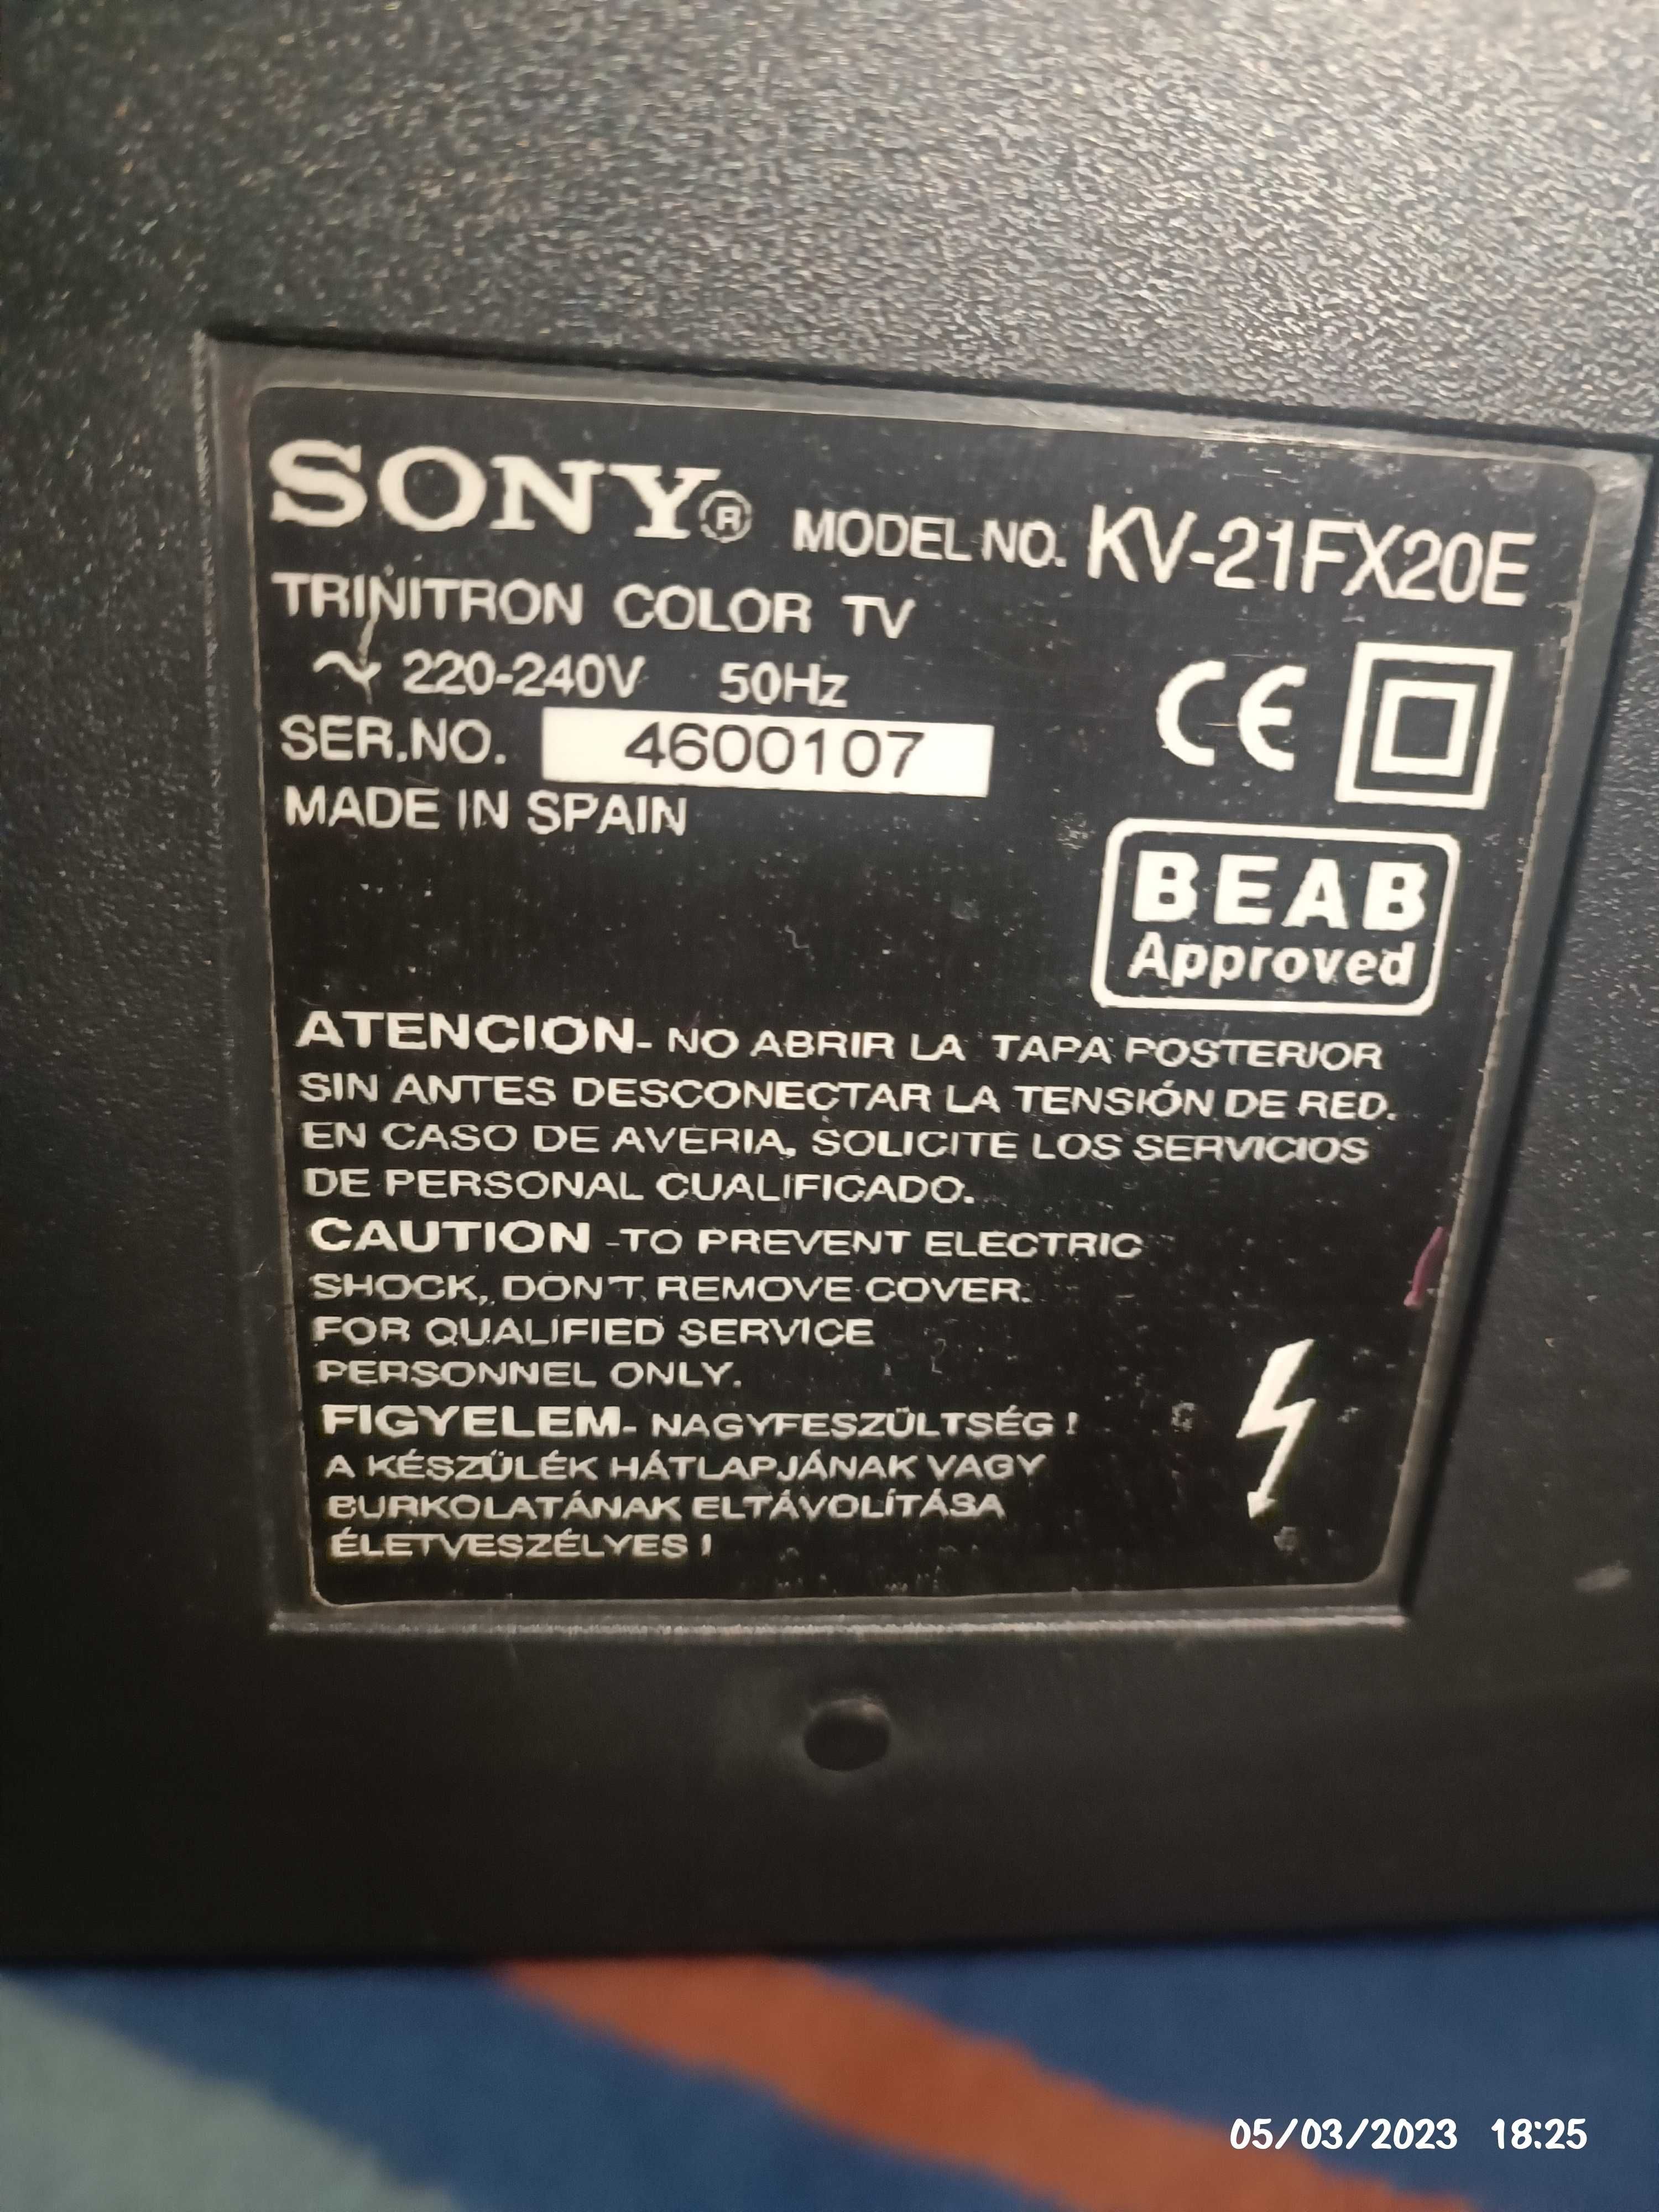 SONY® MODEL NO. KV-21FX20E
TRINITRON COLOR TV
~ 220-240V 50Hz
SER.NO. 4600107
MADE IN SPAIN
CE
BEAB
Approved
ATENCION- NO ABRIR LA TAPA POSTERIOR
SIN ANTES DESCONECTAR LA TENSIÓN DE RED.
EN CASO DE AVERIA, SOLICITE LOS SERVICIOS
DE PERSONAL CUALIFICADO.
CAUTION -TO PREVENT ELECTRIC
SHOCK, DON'T REMOVE COVER.
FOR QUALIFIED SERVICE
PERSONNEL ONLY.
FIGYELEM- NAGYFESZÜLTSÉG !
A KÉSZÜLÉK HÁTLAPJÁNAK VAGY
BURKOLATÁNAK ELTÁVOLÍTÁSA
ÉLETVESZÉLYES !
05/03/2023 18:25